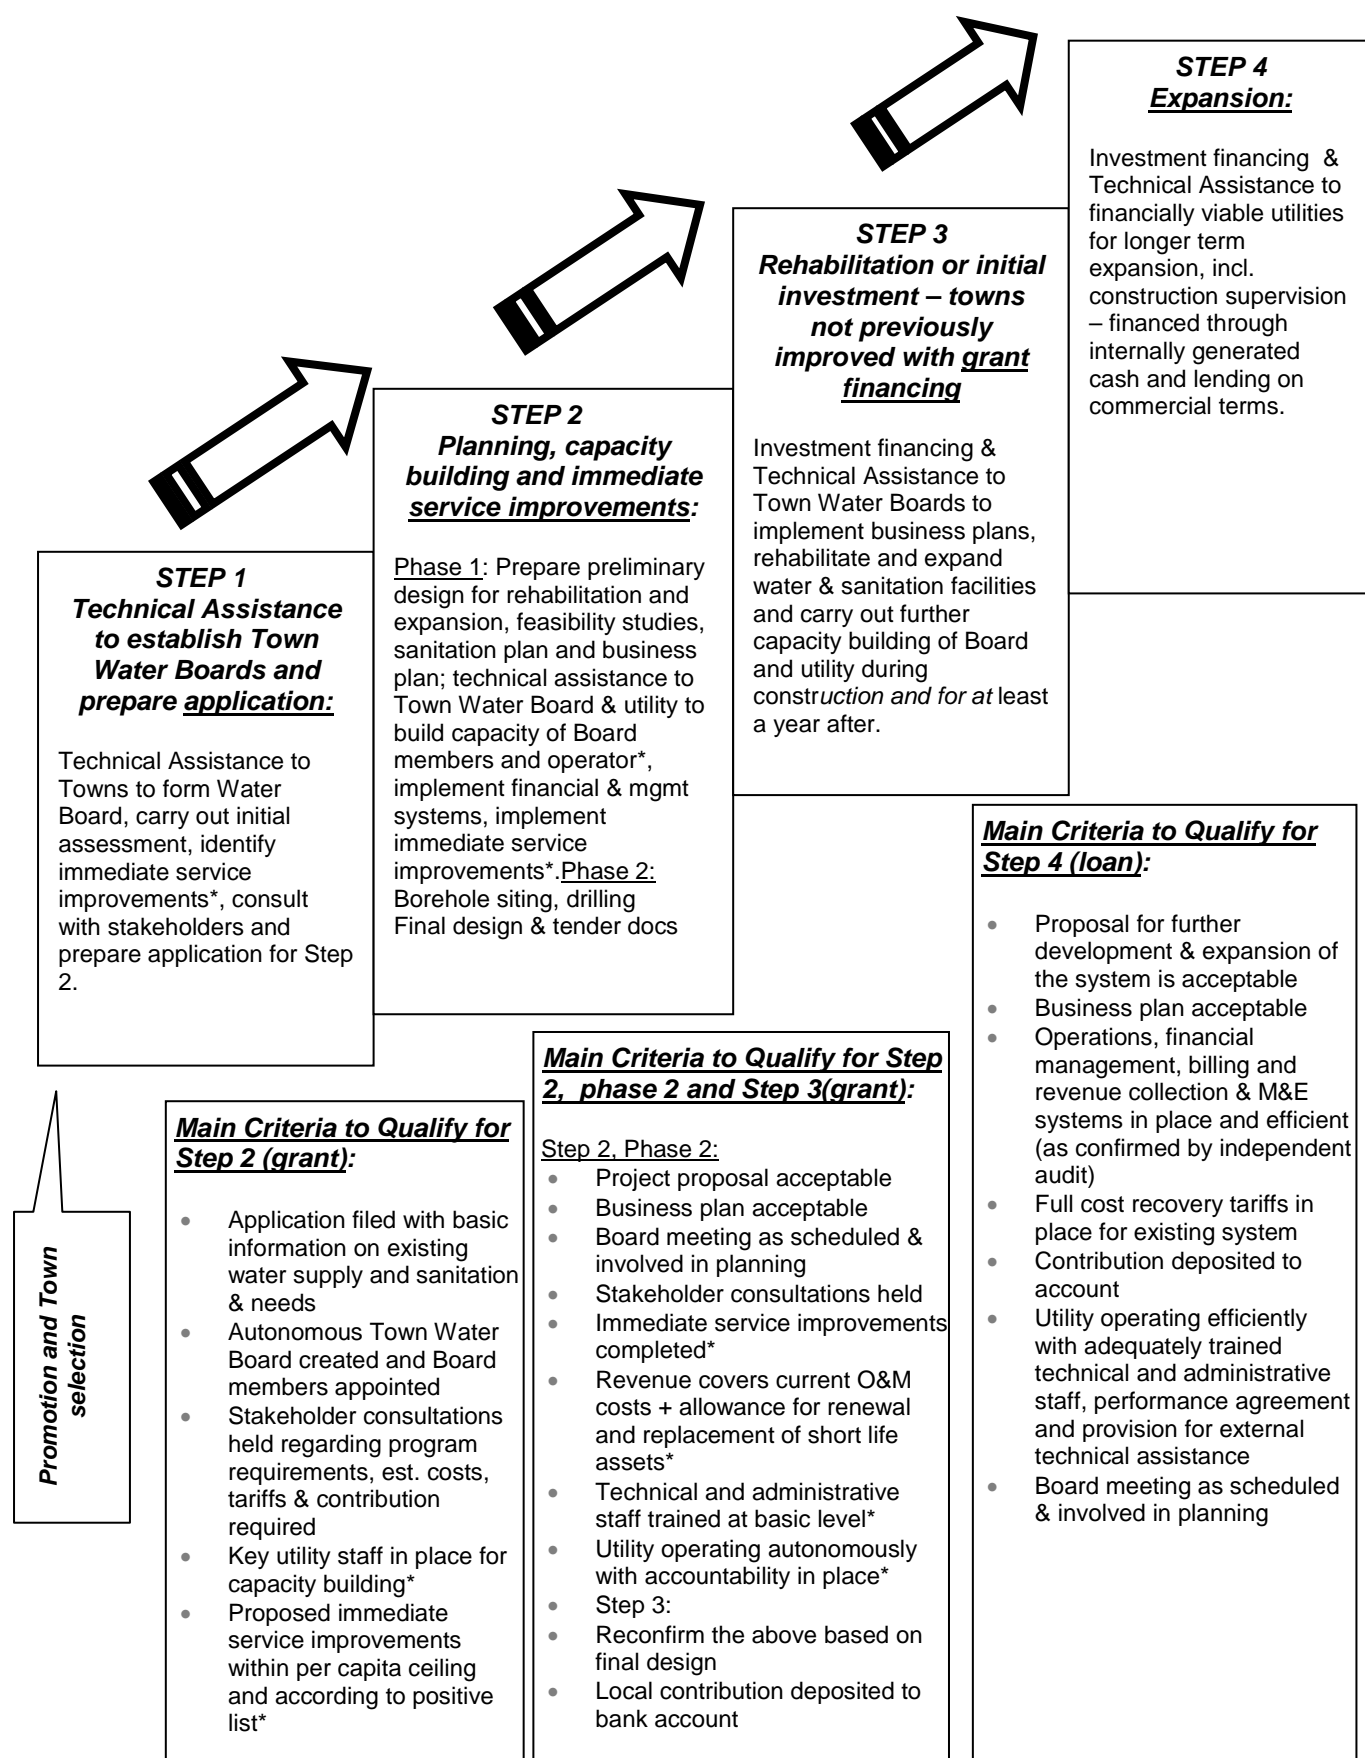 STEP 4
Expansion:
Investment financing  &
Technical Assistance to
financially viable utilities
for longer term
expansion, incl.
construction supervision
– financed through
internally generated
cash and lending on
commercial terms.
STEP 3
Rehabilitation or initial
investment – towns
not previously
improved with grant
financing
Investment financing &
Technical Assistance to
Town Water Boards to
implement business plans,
rehabilitate and expand
water & sanitation facilities
and carry out further
capacity building of Board
and utility during
construction and for at least
a year after.
STEP 2
Planning, capacity
building and immediate
service improvements:
Phase 1: Prepare preliminary
design for rehabilitation and
expansion, feasibility studies,
sanitation plan and business
plan; technical assistance to
Town Water Board & utility to
build capacity of Board
members and operator*,
implement financial & mgmt
systems, implement
immediate service
improvements*.Phase 2:
Borehole siting, drilling
Final design & tender docs
STEP 1
Technical Assistance
to establish Town
Water Boards and
prepare application:
Technical Assistance to
Towns to form Water
Board, carry out initial
assessment, identify
immediate service
improvements*, consult
with stakeholders and
prepare application for Step
2.
Promotion and Town
selection
Main Criteria to Qualify for
Step 2 (grant):
• Application filed with basic
information on existing
water supply and sanitation
& needs
• Autonomous Town Water
Board created and Board
members appointed
• Stakeholder consultations
held regarding program
requirements, est. costs,
tariffs & contribution
required
• Key utility staff in place for
capacity building*
• Proposed immediate
service improvements
within per capita ceiling
and according to positive
list*
Main Criteria to Qualify for Step
2,  phase 2 and Step 3(grant):
Step 2, Phase 2:
• Project proposal acceptable
• Business plan acceptable
• Board meeting as scheduled &
involved in planning
• Stakeholder consultations held
• Immediate service improvements
completed*
• Revenue covers current O&M
costs + allowance for renewal
and replacement of short life
assets*
• Technical and administrative
staff trained at basic level*
• Utility operating autonomously
with accountability in place*
• Step 3:
• Reconfirm the above based on
final design
• Local contribution deposited to
bank account
Main Criteria to Qualify for
Step 4 (loan):
• Proposal for further
development & expansion of
the system is acceptable
• Business plan acceptable
• Operations, financial
management, billing and
revenue collection & M&E
systems in place and efficient
(as confirmed by independent
audit)
• Full cost recovery tariffs in
place for existing system
• Contribution deposited to
account
• Utility operating efficiently
with adequately trained
technical and administrative
staff, performance agreement
and provision for external
technical assistance
• Board meeting as scheduled
& involved in planning